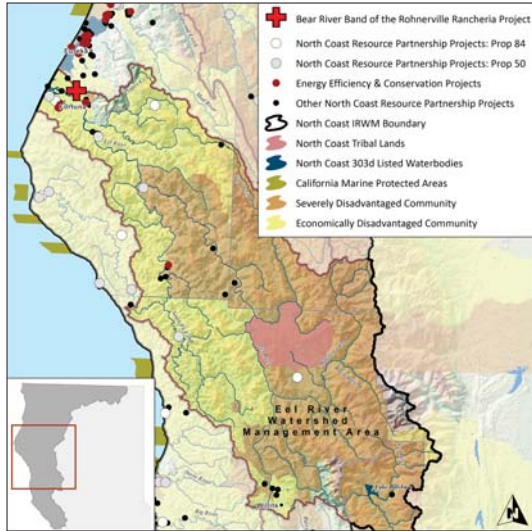 Bear River Band of the Rohnerville Rancheria Project
North Coast Resource Partnership Projects: Prop 84
North Coast Resource Partnership Projects: Prop 50
Energy Efficiency & Conservation Projects
Other North Coast Resource Partnership Projects
North Coast IRWM Boundary
North Coast Tribal Lands
North Coast 303d Listed Waterbodies
California Marine Protected Areas
Severely Disadvantaged Community
Economically Disadvantaged Community
Fortuna
Eel River
Watershed
Management Area
Willits
N